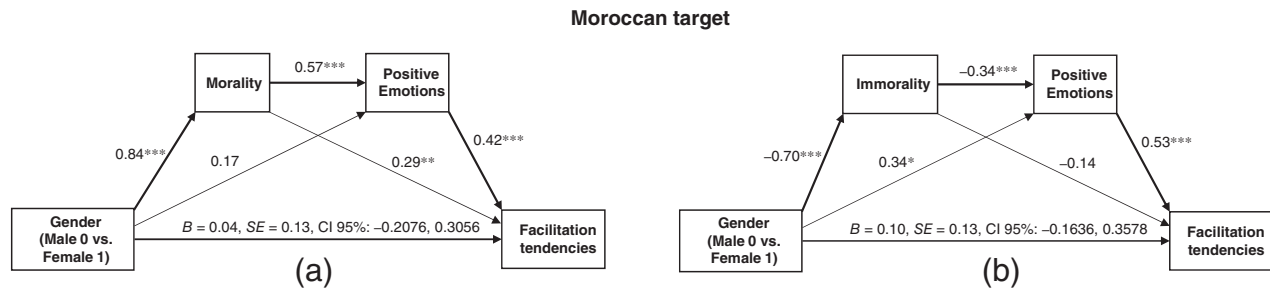 Moroccan target
Morality
0.57***
Positive
Emotions
0.84***
0.17
0.29**
0.42***
Gender
(Male 0 vs.
Female 1)
B = 0.04, SE = 0.13, CI 95%: −0.2076, 0.3056
Facilitation
tendencies
(a)
Immorality
−0.34***
Positive
Emotions
−0.70***
0.34*
−0.14
0.53***
Gender
(Male 0 vs.
Female 1)
B = 0.10, SE = 0.13, CI 95%: −0.1636, 0.3578
Facilitation
tendencies
(b)